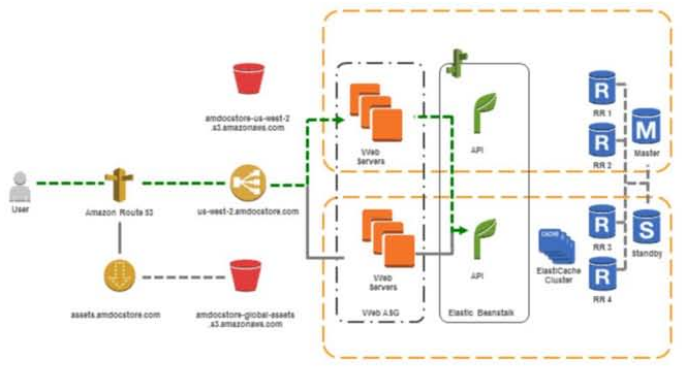 amdocstore-us-west-2
.s3.amazonaws.com
Web
Servers
API
R
RR 1
R
RR 2
M
Master
User
Amazon Route 53
us-west-2.amdocstore.com
Web
Servers
API
CACHE
ElastiCache
Cluster
R
RR 3
R
RR 4
S
Standby
assets.amdocstore.com
amdocstore-global-assets
.s3.amazonaws.com
Web ASG
Elastic Beanstalk